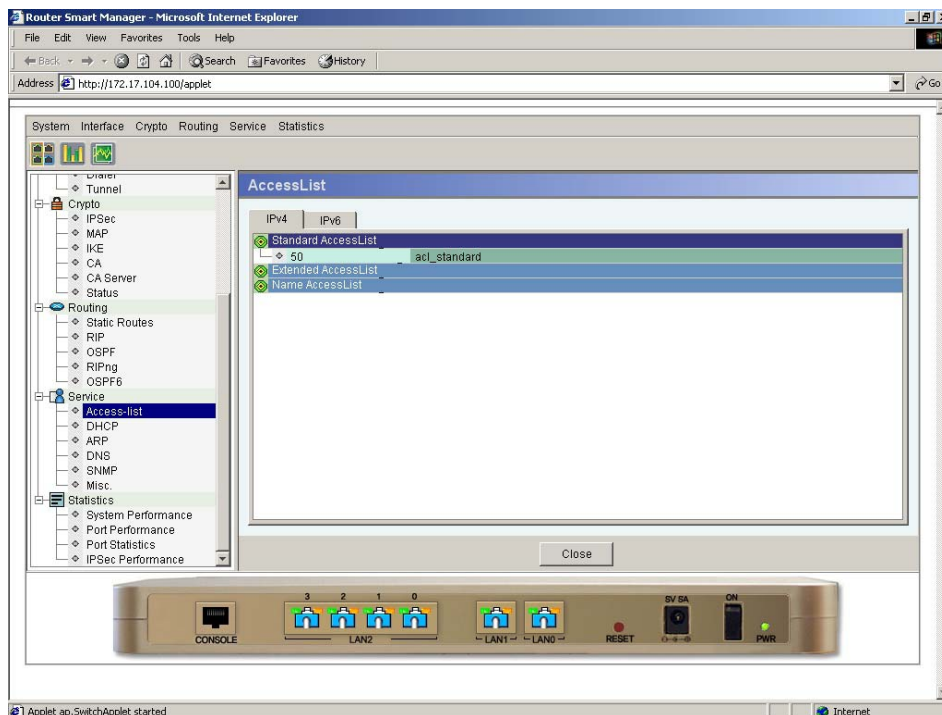 Router Smart Manager - Microsoft Internet Explorer
File Edit View Favorites Tools Help
Back Search Favorites History
Address http://172.17.104.100/applet Go
System Interface Crypto Routing Service Statistics
Dialer
Tunnel
Crypto
IPSec
MAP
IKE
CA
CA Server
Status
Routing
Static Routes
RIP
OSPF
RIPng
OSPF6
Service
Access-list
DHCP
ARP
DNS
SNMP
Misc.
Statistics
System Performance
Port Performance
Port Statistics
IPSec Performance
AccessList
IPv4 IPv6
Standard AccessList
50 acl_standard
Extended AccessList
Name AccessList
Close
3 2 1 0 5V 5A ON
CONSOLE LAN2 LAN1 LAN0 RESET PWR
Applet ap.SwitchApplet started Internet